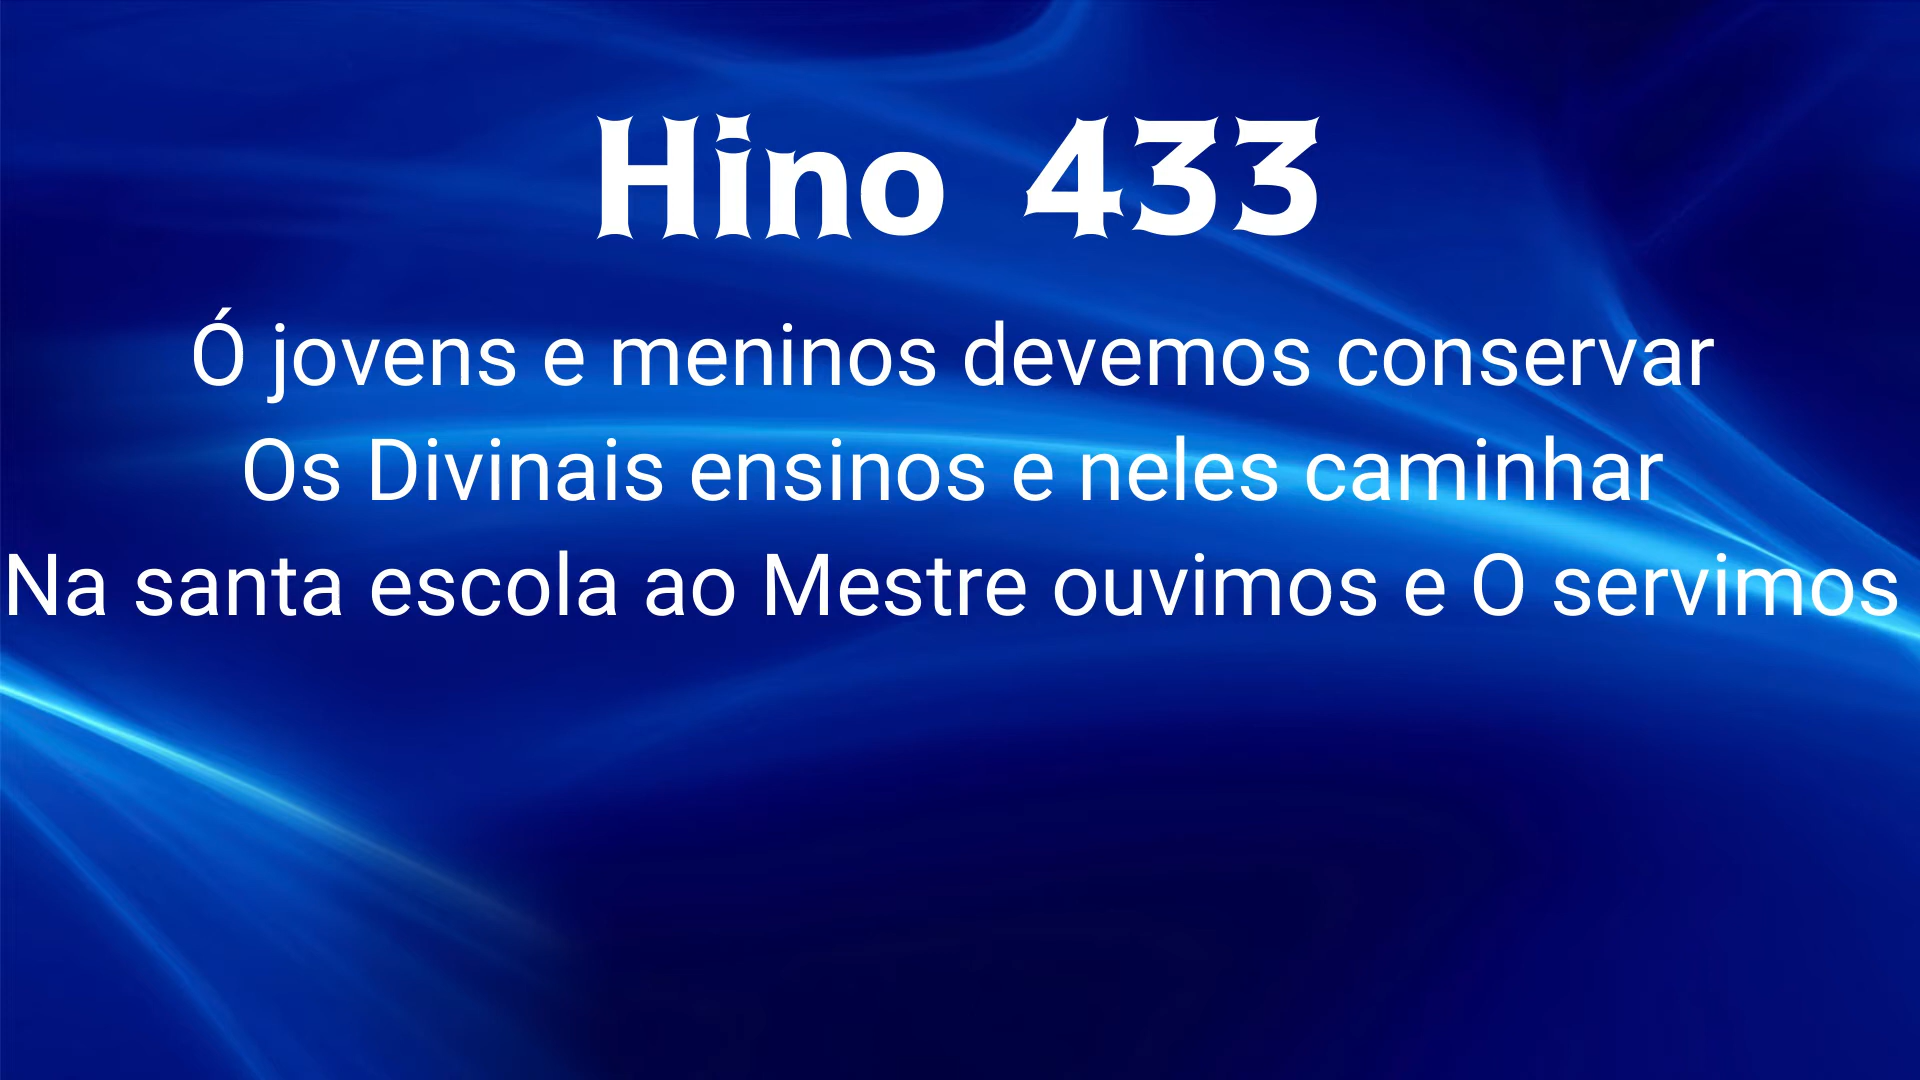 Hino 433
Ó jovens e meninos devemos conservar
Os Divinais ensinos e neles caminhar
Na santa escola ao Mestre ouvimos e O servimos